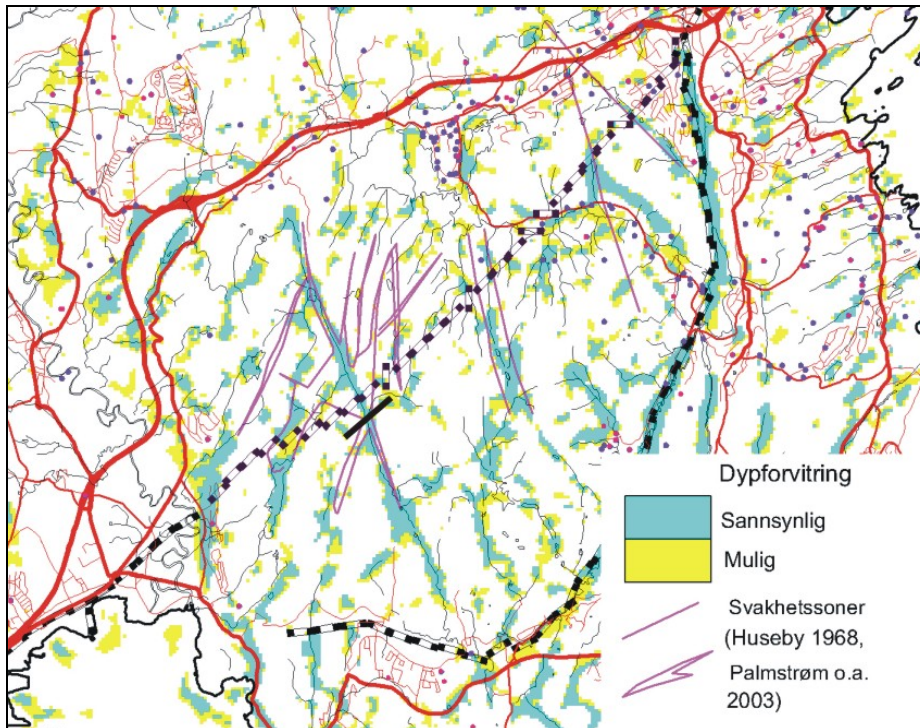 Dypforvitring
Sannsynlig
Mulig
Svakhetssoner
(Huseby 1968,
Palmstrøm o.a.
2003)